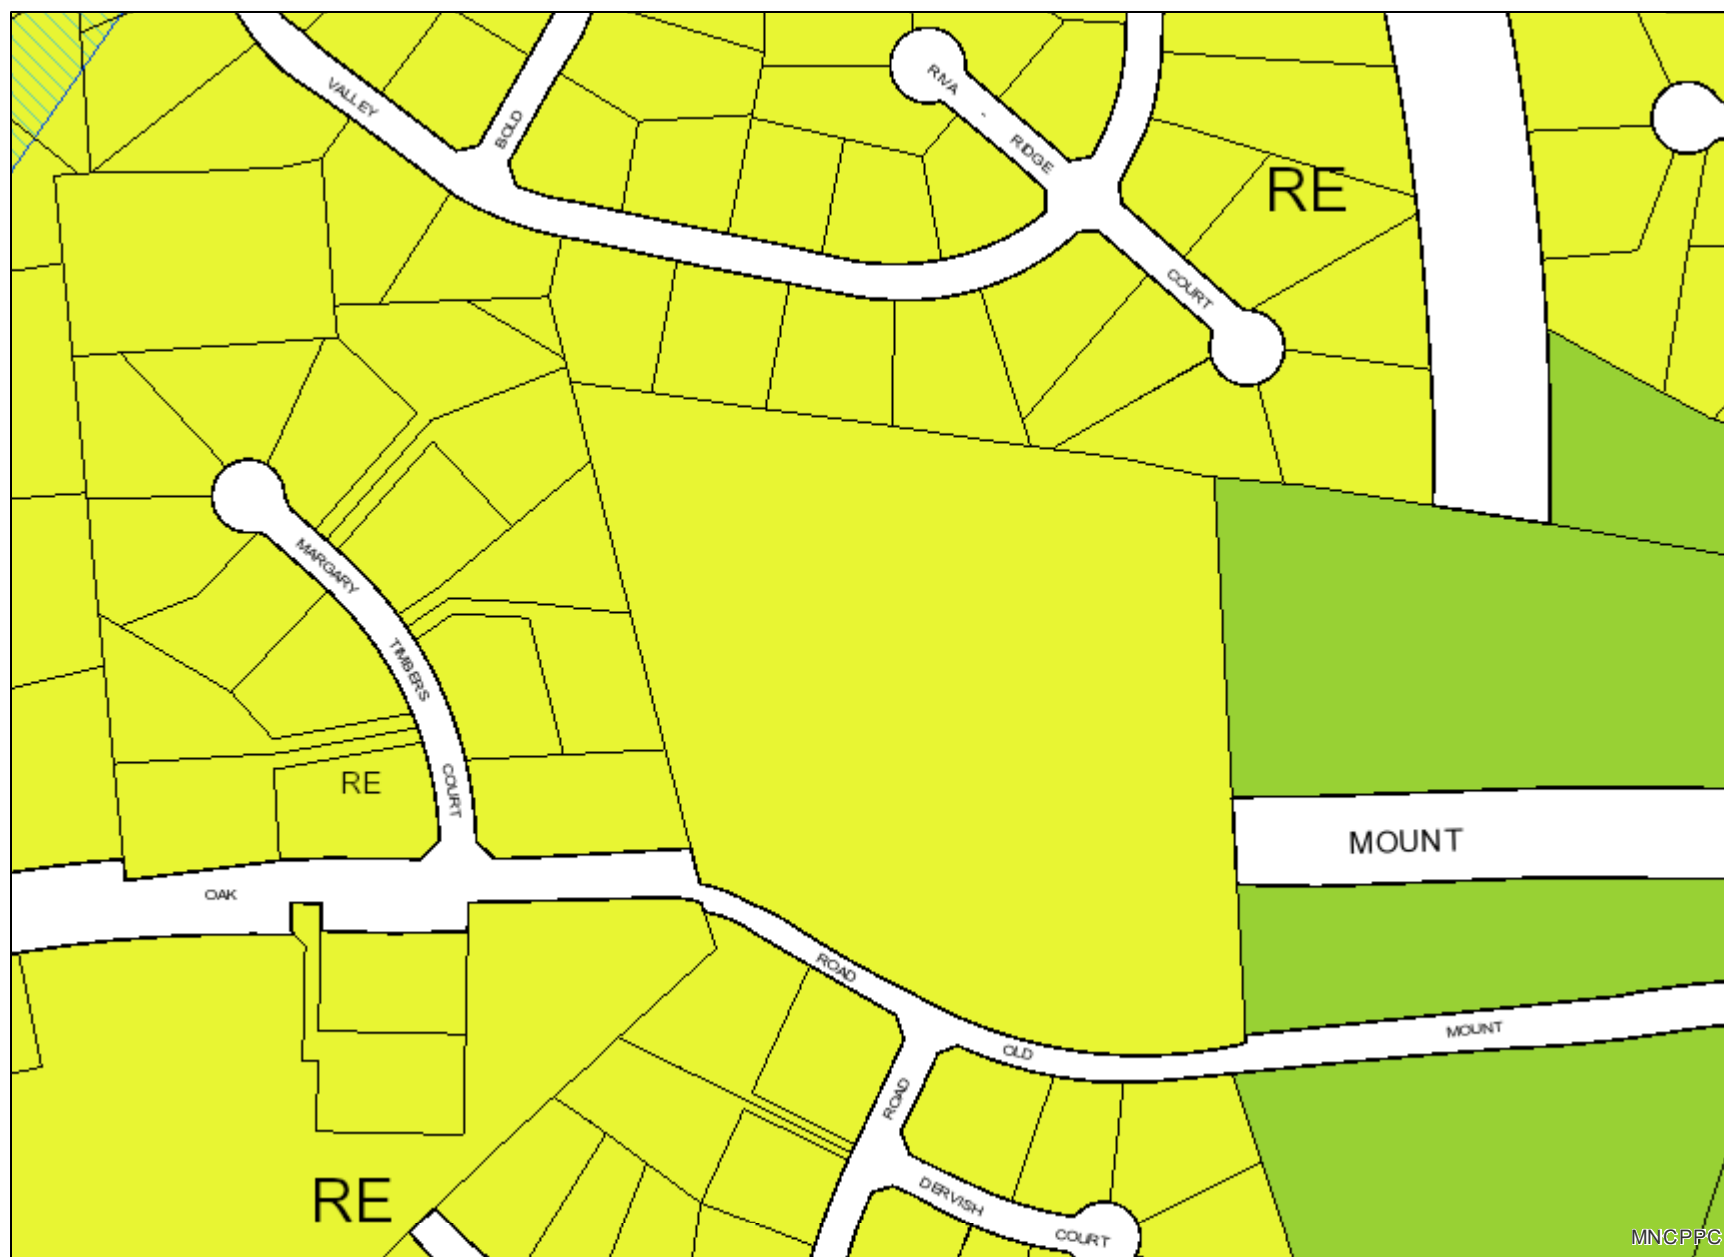 RIVA - RIDGE
VALLEY
BOLD
RE
COURT
MARGARY TIMBERS COURT
RE
MOUNT
OAK
ROAD
OLD
MOUNT
ROAD
RE
DERVISH COURT
MNCPPC